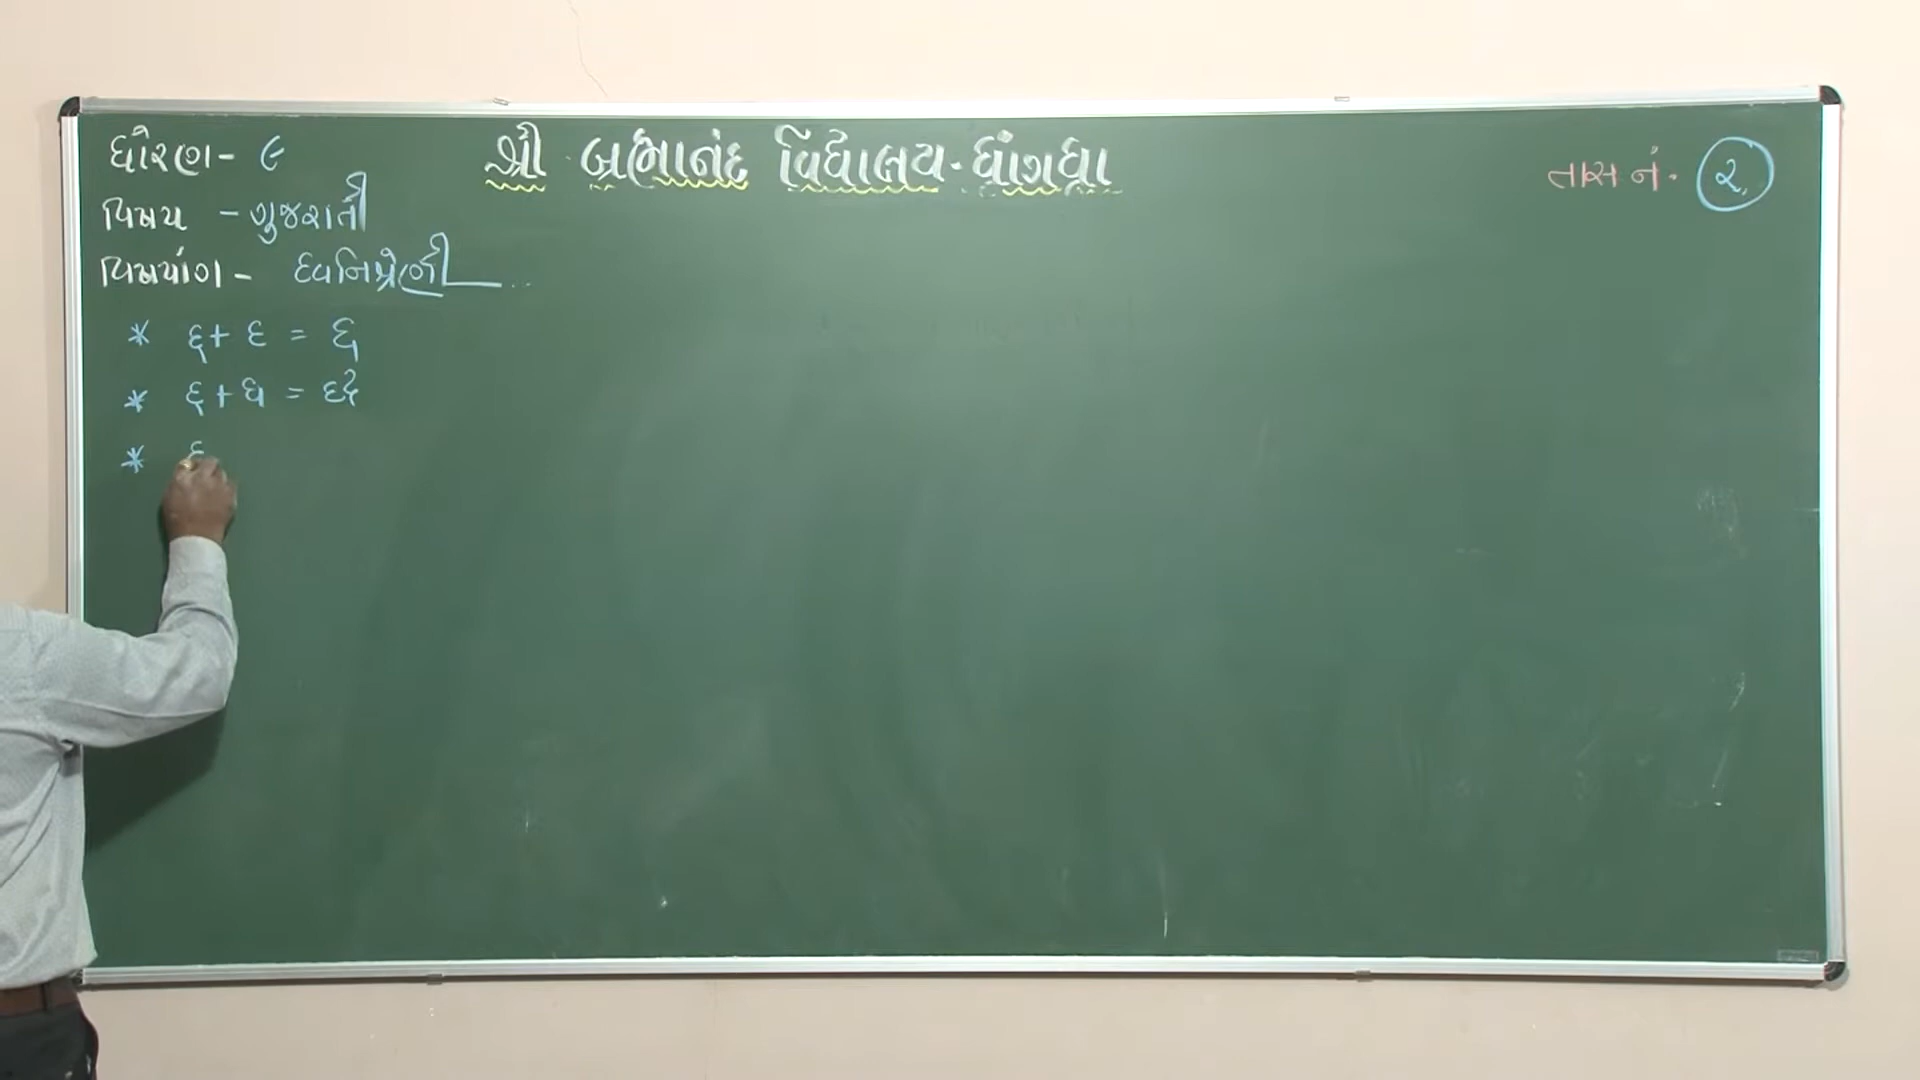 ધોરણ - ૯
શ્રી બ્રહ્માનંદ વિદ્યાલય - ધ્રાંગધ્રા
તાસ નં. ૨
વિષય - ગુજરાતી
વિષયાંગ - ધ્વનિશ્રેણી
* દ્ + દ = દ્દ
* દ્ + ધ = દ્ધ
* દ્